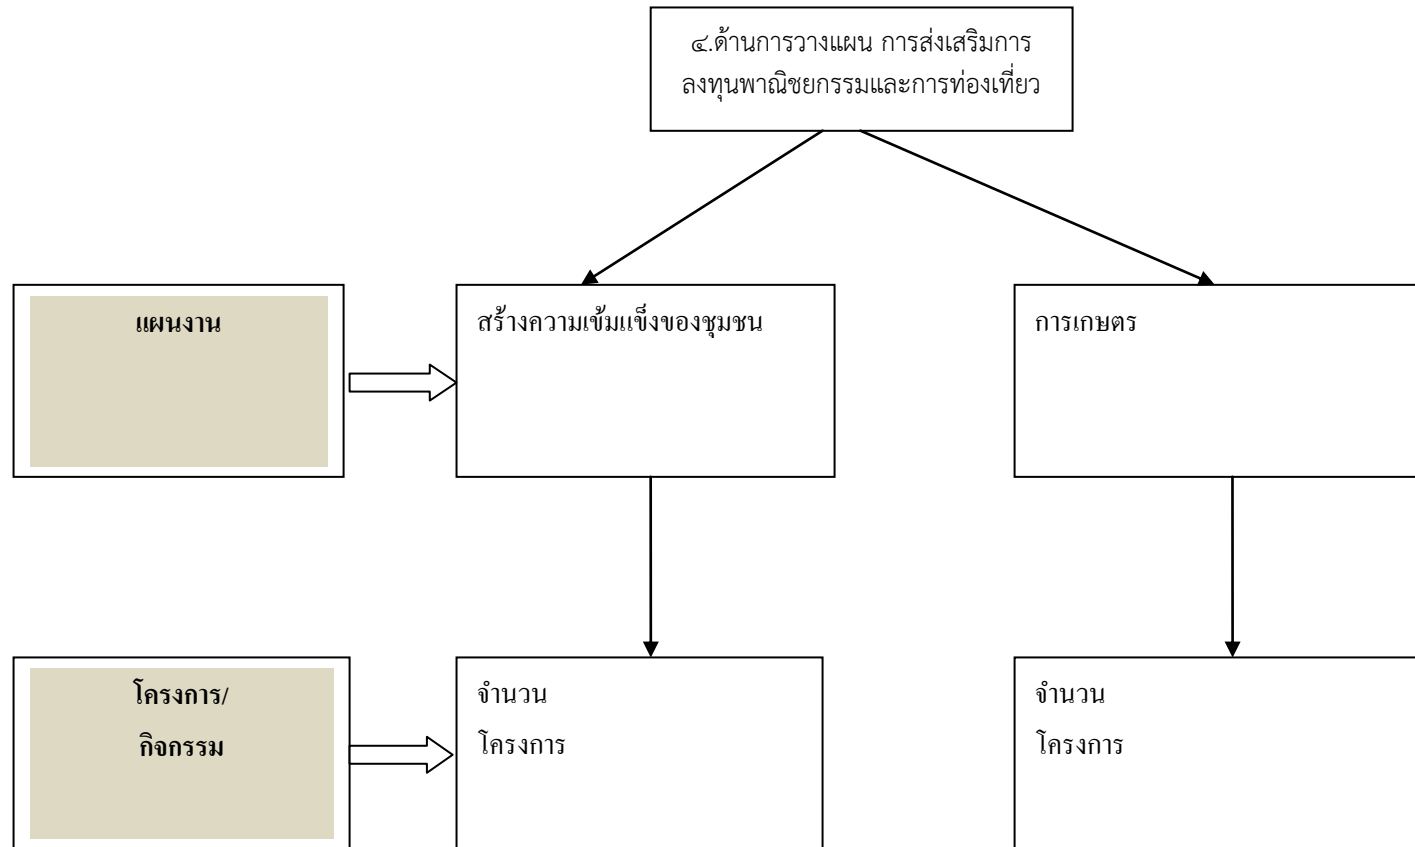 ๔.ด้านการวางแผน การส่งเสริมการ
ลงทุนพาณิชยกรรมและการท่องเที่ยว
แผนงาน
สร้างความเข้มแข็งของชุมชน
การเกษตร
โครงการ/
กิจกรรม
จำนวน
โครงการ
จำนวน
โครงการ